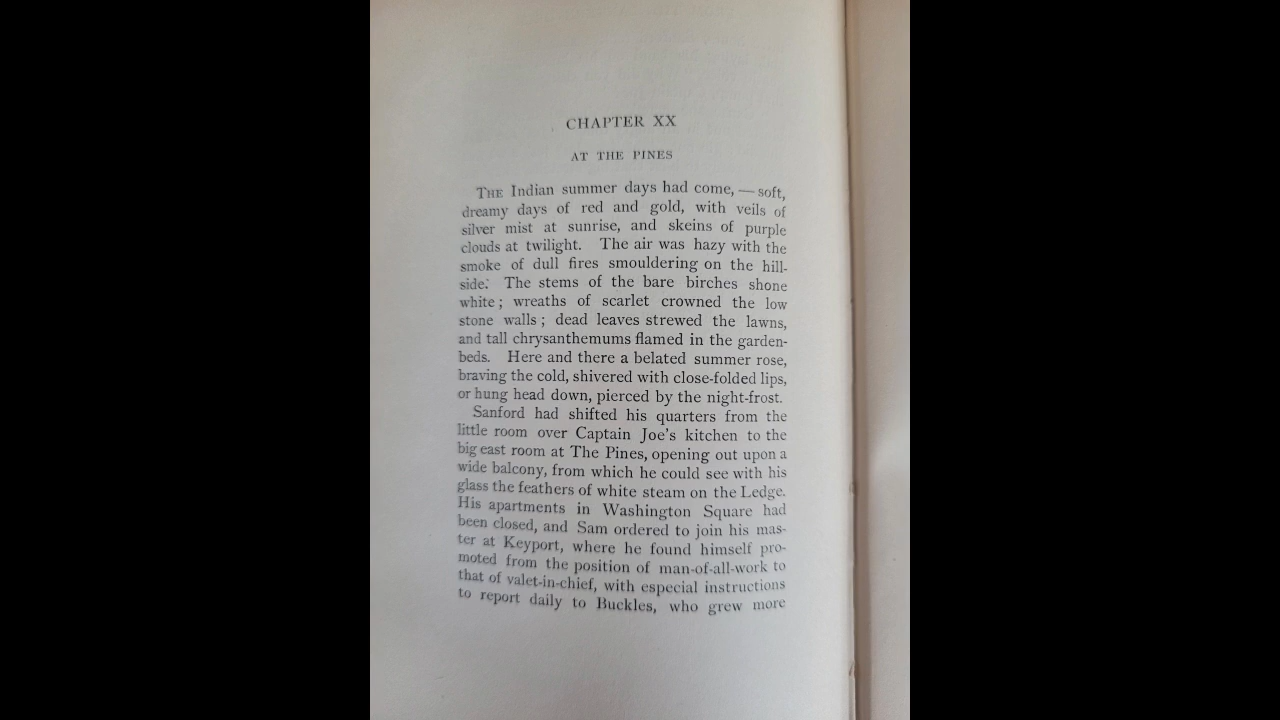 CHAPTER XX
AT THE PINES
THE Indian summer days had come, — soft,
dreamy days of red and gold, with veils of
silver mist at sunrise, and skeins of purple
clouds at twilight. The air was hazy with the
smoke of dull fires smouldering on the hill-
side. The stems of the bare birches shone
white; wreaths of scarlet crowned the low
stone walls; dead leaves strewed the lawns,
and tall chrysanthemums flamed in the garden-
beds. Here and there a belated summer rose,
braving the cold, shivered with close-folded lips,
or hung head down, pierced by the night-frost.
Sanford had shifted his quarters from the
little room over Captain Joe's kitchen to the
big east room at The Pines, opening out upon a
wide balcony, from which he could see with his
glass the feathers of white steam on the Ledge.
His apartments in Washington Square had
been closed, and Sam ordered to join his mas-
ter at Keyport, where he found himself pro-
moted from the position of man-of-all-work to
that of valet-in-chief, with especial instructions
to report daily to Buckles, who grew more